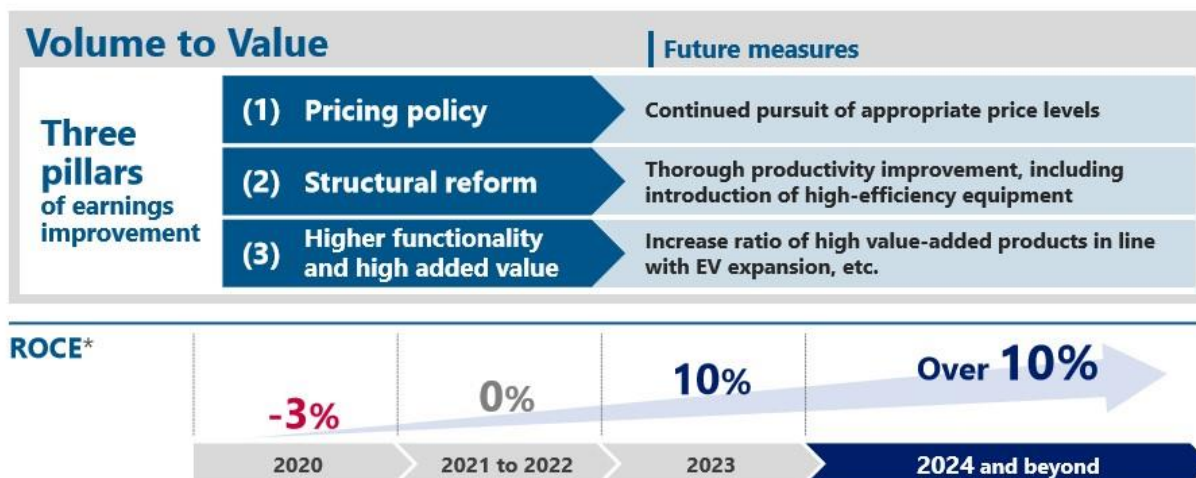 Volume to Value
Future measures
Three
pillars
of earnings
improvement
(1) Pricing policy
Continued pursuit of appropriate price levels
(2) Structural reform
Thorough productivity improvement, including
introduction of high-efficiency equipment
(3) Higher functionality
and high added value
Increase ratio of high value-added products in line
with EV expansion, etc.
ROCE*
-3%
0%
10%
Over 10%
2020
2021 to 2022
2023
2024 and beyond